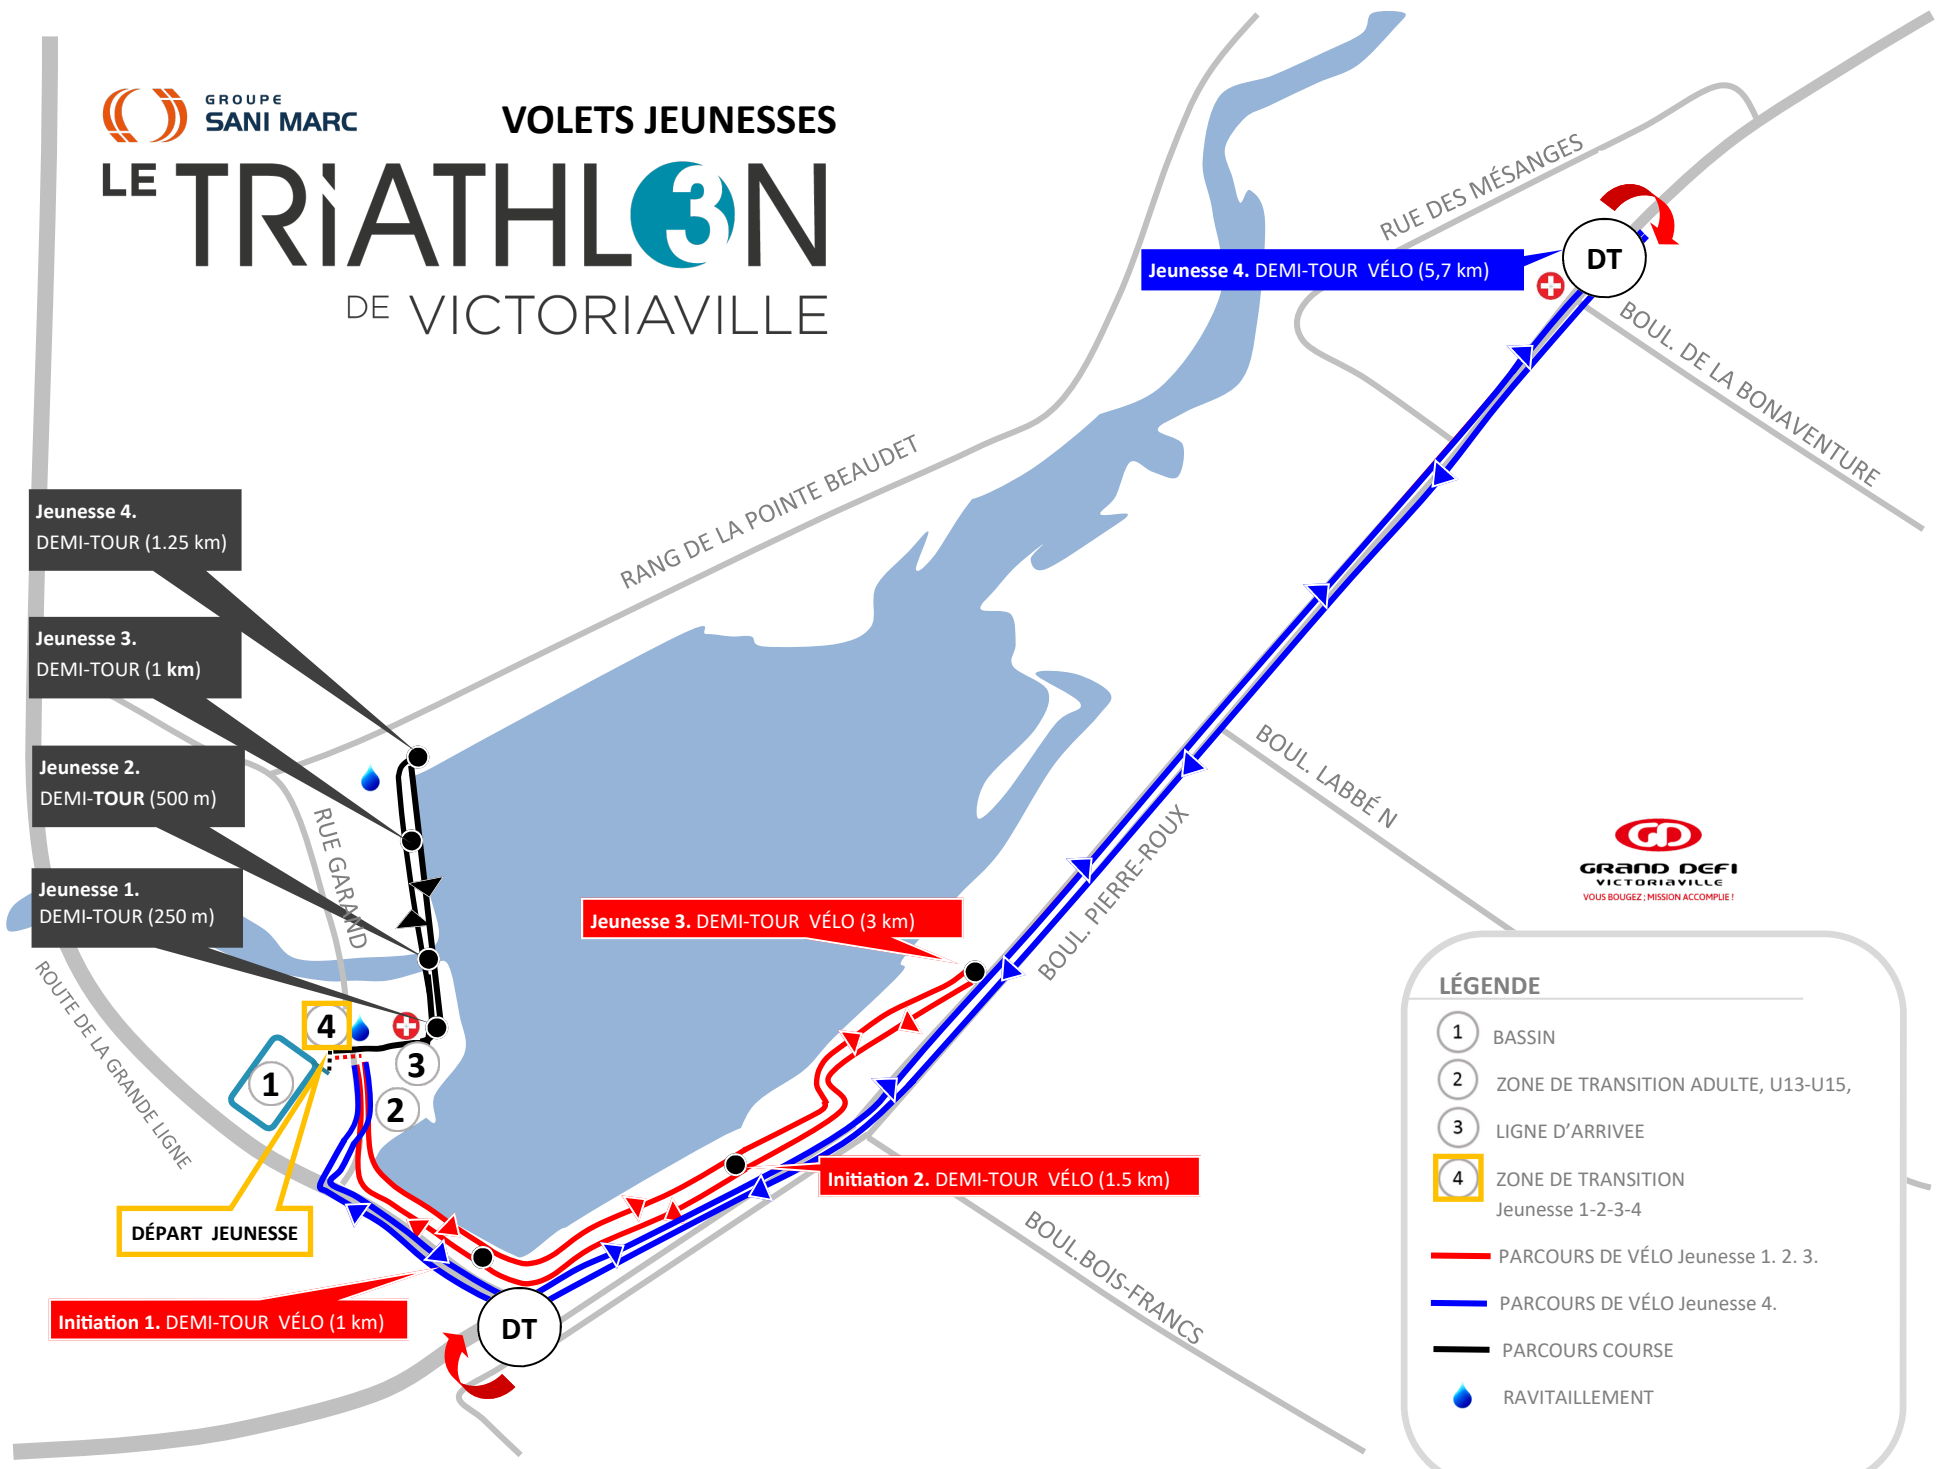 GROUPE
SANI MARC
VOLETS JEUNESSES
LE TRiATHL3N
DE VICTORIAVILLE
RUE DES MÉSANGES
DT
Jeunesse 4. DEMI-TOUR VÉLO (5,7 km)
BOUL. DE LA BONAVENTURE
RANG DE LA POINTE BEAUDET
Jeunesse 4.
DEMI-TOUR (1.25 km)
Jeunesse 3.
DEMI-TOUR (1 km)
Jeunesse 2.
DEMI-TOUR (500 m)
Jeunesse 1.
DEMI-TOUR (250 m)
RUE GARAND
BOUL. LABBÉ N
BOUL. PIERRE-ROUX
GRAND DEFI
VICTORIAVILLE
VOUS BOUGEZ ; MISSION ACCOMPLIE !
Jeunesse 3. DEMI-TOUR VÉLO (3 km)
ROUTE DE LA GRANDE LIGNE
4
3
1
2
DÉPART JEUNESSE
Initiation 2. DEMI-TOUR VÉLO (1.5 km)
BOUL.BOIS-FRANCS
Initiation 1. DEMI-TOUR VÉLO (1 km)
DT
LÉGENDE
1 BASSIN
2 ZONE DE TRANSITION ADULTE, U13-U15,
3 LIGNE D'ARRIVEE
4 ZONE DE TRANSITION
Jeunesse 1-2-3-4
PARCOURS DE VÉLO Jeunesse 1. 2. 3.
PARCOURS DE VÉLO Jeunesse 4.
PARCOURS COURSE
RAVITAILLEMENT